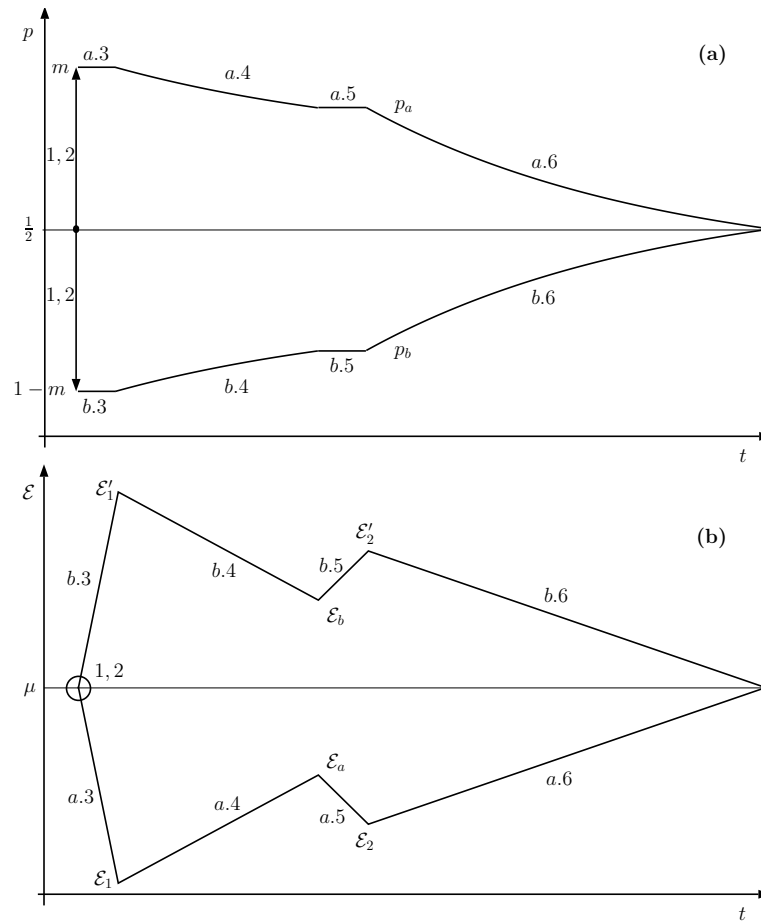 p
a.3
(a)
m
a.4
a.5
p_a
1, 2
a.6
1/2
1, 2
b.6
b.5
p_b
1 − m
b.4
b.3
t
ℰ
ℰ′_1
(b)
ℰ′_2
b.3
b.4
b.5
b.6
ℰ_b
1, 2
μ
ℰ_a
a.3
a.4
a.5
a.6
ℰ_2
ℰ_1
t